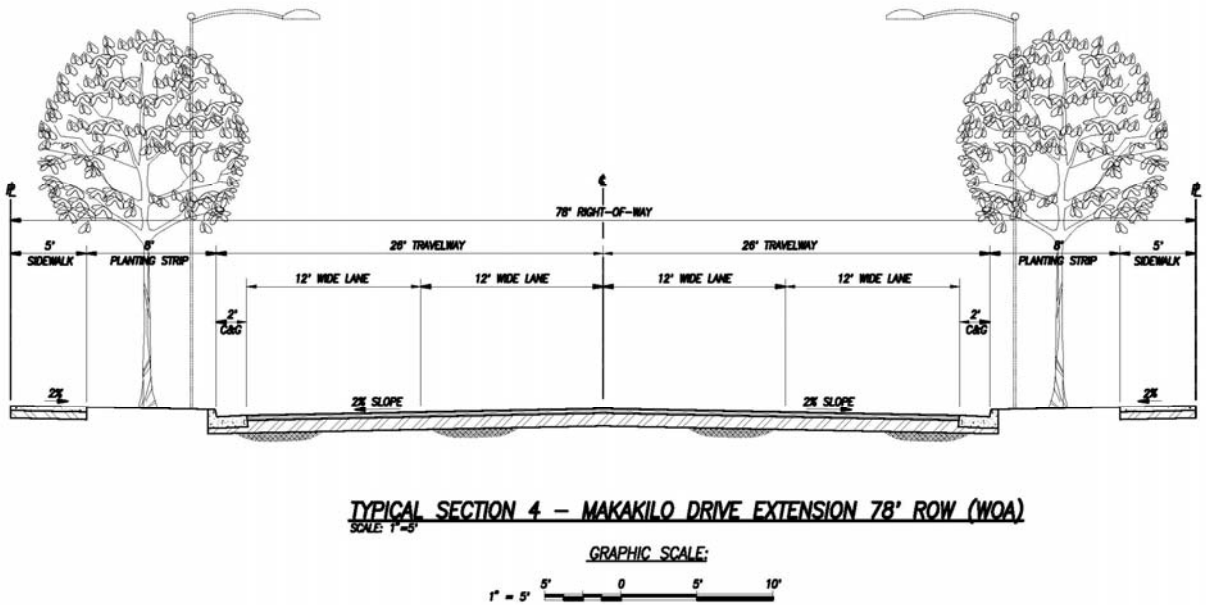 ℄
℄
℄
78' RIGHT-OF-WAY
5'
SIDEWALK
8'
PLANTING STRIP
26' TRAVELWAY
26' TRAVELWAY
8'
PLANTING STRIP
5'
SIDEWALK
12' WIDE LANE
12' WIDE LANE
12' WIDE LANE
12' WIDE LANE
2'
C&G
2'
C&G
2%
2% SLOPE
2% SLOPE
2%
TYPICAL SECTION 4 - MAKAKILO DRIVE EXTENSION 78' ROW (WOA)
SCALE: 1"=5'
GRAPHIC SCALE:
1" = 5'
5'
0
5'
10'